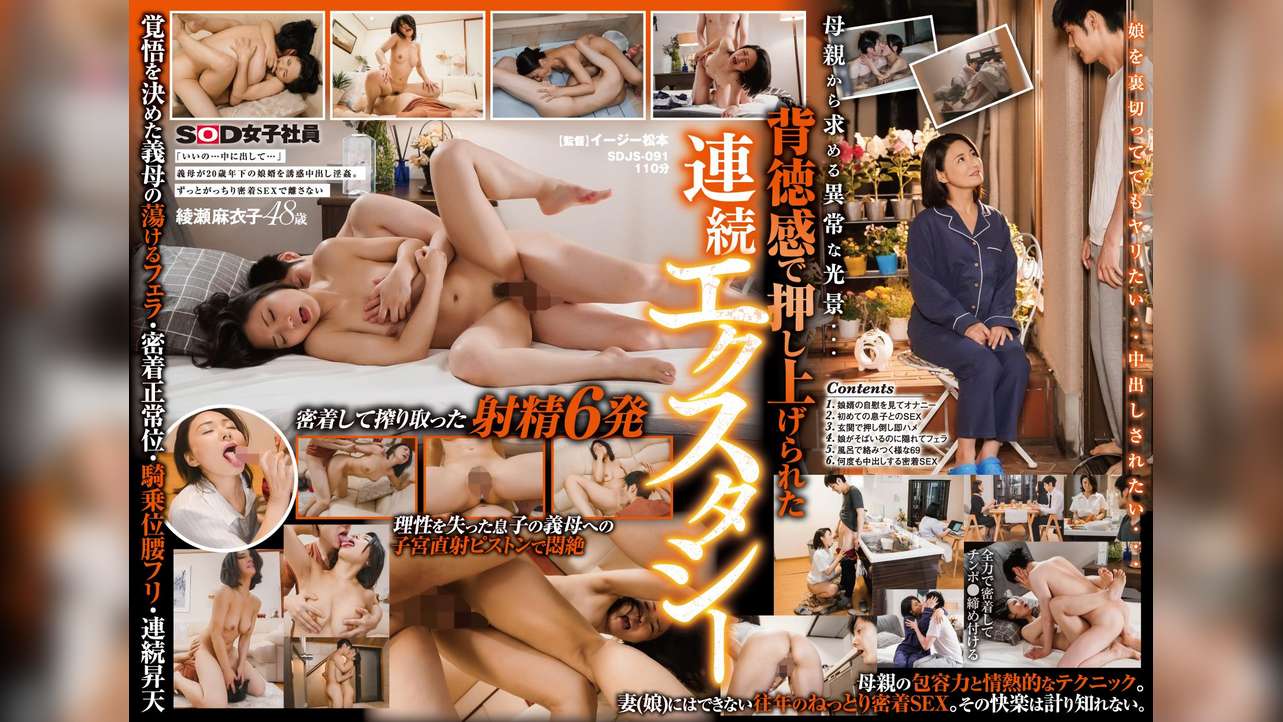 覚悟を決めた義母の蕩けるフェラ・密着正常位・騎乗位腰フリ・連続昇天
SOD女子社員
「いいの…中に出して…」
義母が20歳年下の娘婿を誘惑中出し淫姦。
ずっとがっちり密着SEXで離さない
綾瀬麻衣子 48歳
【監督】イージー松本
SDJS-091
110分
背徳感で押し上げられた
連続エクスタシー
母親から求める異常な光景‥‥
娘を裏切ってでもヤリたい‥‥中出しされたい‥‥
Contents
1. 娘婿の自慰を見てオナニー
2. 初めての息子とのSEX
3. 玄関で押し倒し即ハメ
4. 娘がそばいるのに隠れてフェラ
5. 風呂で絡みつく様な69
6. 何度も中出しする密着SEX
密着して搾り取った 射精6発
理性を失った息子の義母への
子宮直射ピストンで悶絶
全力で密着して
チンポ●締め付ける
母親の包容力と情熱的なテクニック。
妻(娘)にはできない往年のねっとり密着SEX。その快楽は計り知れない。